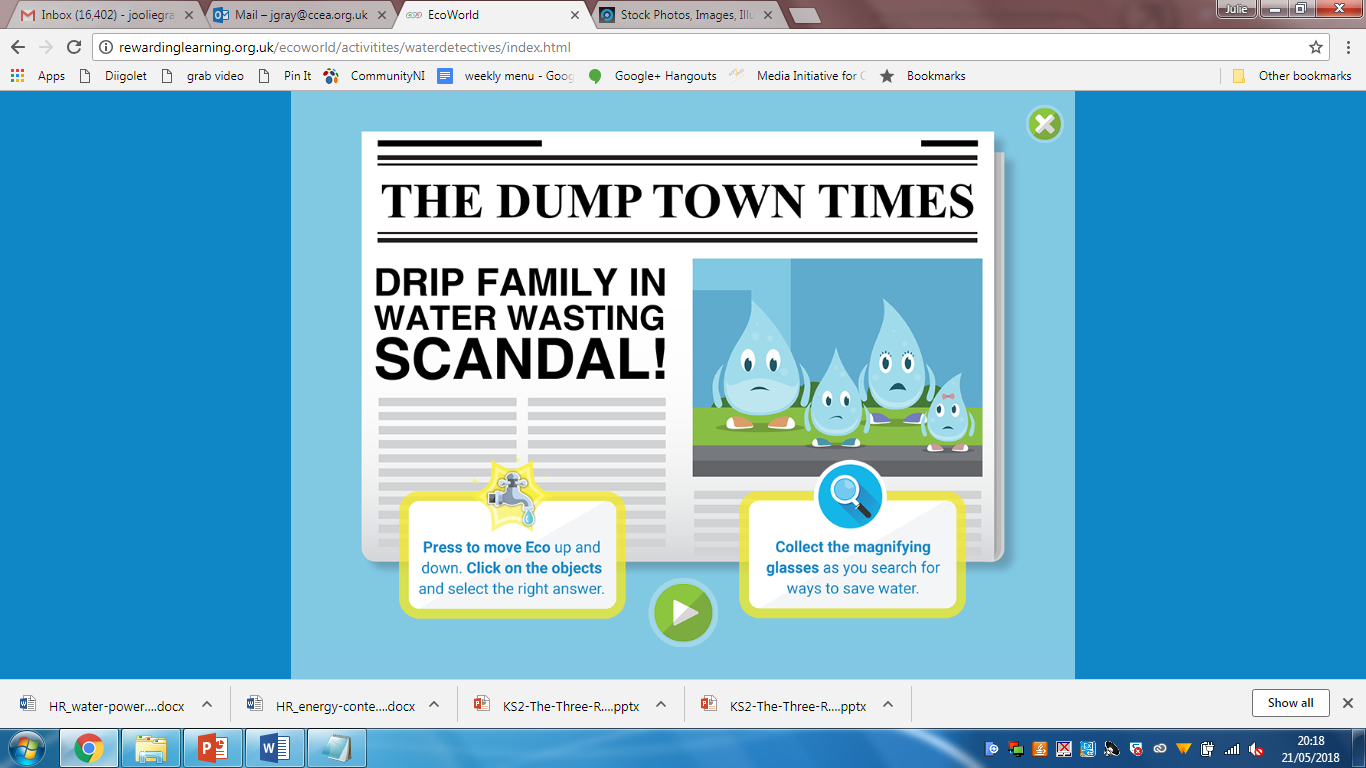 Julie
Inbox (16,402) - jooliegra
Mail – jgray@ccea.org.uk
EcoWorld
Stock Photos, Images, Illu
rewardinglearning.org.uk/ecoworld/activitites/waterdetectives/index.html
Apps Diigolet grab video Pin It CommunityNI weekly menu - Goog Google+ Hangouts Media Initiative for C Bookmarks Other bookmarks
THE DUMP TOWN TIMES
DRIP FAMILY IN
WATER WASTING
SCANDAL!
Press to move Eco up and
down. Click on the objects
and select the right answer.
Collect the magnifying
glasses as you search for
ways to save water.
HR_water-power....docx HR_energy-conte....docx KS2-The-Three-R....pptx KS2-The-Three-R....pptx Show all
20:18
21/05/2018